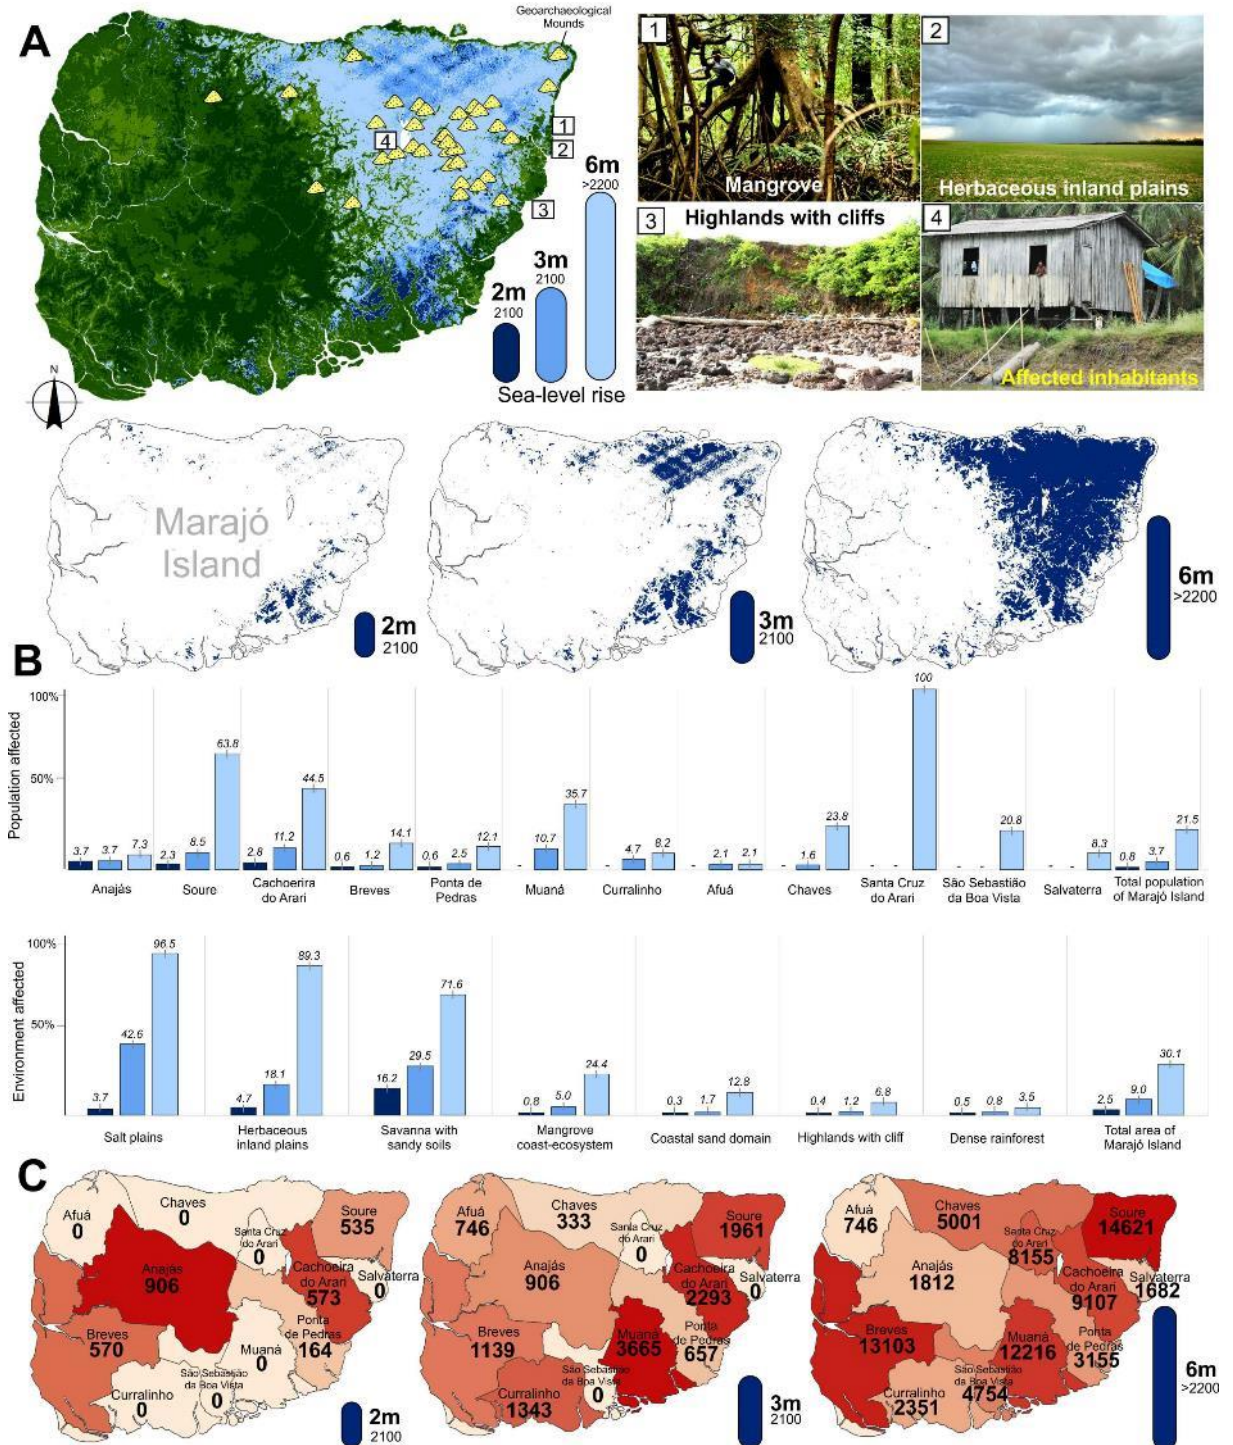 A
Geoarchaeological
Mounds
1
2
3
4
N
2m
2100
3m
2100
6m
>2200
Sea-level rise
1
Mangrove
2
Herbaceous inland plains
3
Highlands with cliffs
4
Affected inhabitants
Marajó
Island
2m
2100
3m
2100
6m
>2200
B
Population affected
100%
50%
3.7 3.7 7.3
2.3 8.5 63.8
2.8 11.2 44.5
0.6 1.2 14.1
0.6 2.5 12.1
- 10.7 35.7
- 4.7 8.2
- 2.1 2.1
- 1.6 23.8
- - 100
- - 20.8
- - 8.3
0.8 3.7 21.5
Anajás
Soure
Cachoerira
do Arari
Breves
Ponta de
Pedras
Muaná
Curralinho
Afuá
Chaves
Santa Cruz
do Arari
São Sebastião
da Boa Vista
Salvaterra
Total population
of Marajó Island
Environment affected
100%
50%
3.7 42.6 96.5
4.7 18.1 89.3
16.2 29.5 71.6
0.8 5.0 24.4
0.3 1.7 12.8
0.4 1.2 6.8
0.5 0.8 3.5
2.5 9.0 30.1
Salt plains
Herbaceous
inland plains
Savanna with
sandy soils
Mangrove
coast-ecosystem
Coastal sand domain
Highlands with cliff
Dense rainforest
Total area of
Marajó Island
C
Afuá
0
Chaves
0
Santa Cruz
do Arari
0
Soure
535
Anajás
906
Cachoeira
do Arari
573
Salvaterra
0
Breves
570
Muaná
0
Ponta
de Pedras
164
Curralinho
0
São Sebastião
da Boa Vista
0
2m
2100
Afuá
746
Chaves
333
Santa Cruz
do Arari
0
Soure
1961
Anajás
906
Cachoeira
do Arari
2293
Salvaterra
0
Breves
1139
Muaná
3665
Ponta
de Pedras
657
Curralinho
1343
São Sebastião
da Boa Vista
0
3m
2100
Afuá
746
Chaves
5001
Santa Cruz
do Arari
8155
Soure
14621
Anajás
1812
Cachoeira
do Arari
9107
Salvaterra
1682
Breves
13103
Muaná
12216
Ponta
de Pedras
3155
Curralinho
2351
São Sebastião
da Boa Vista
4754
6m
>2200